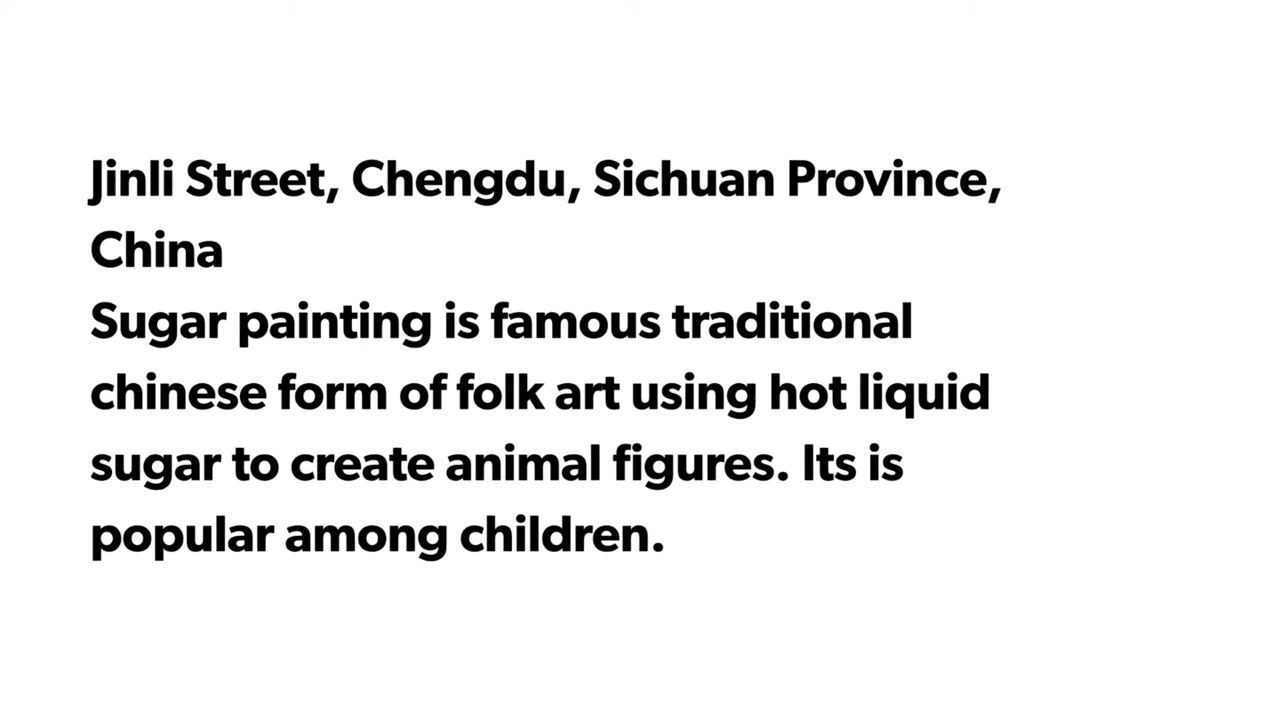 Jinli Street, Chengdu, Sichuan Province,
China
Sugar painting is famous traditional
chinese form of folk art using hot liquid
sugar to create animal figures. Its is
popular among children.